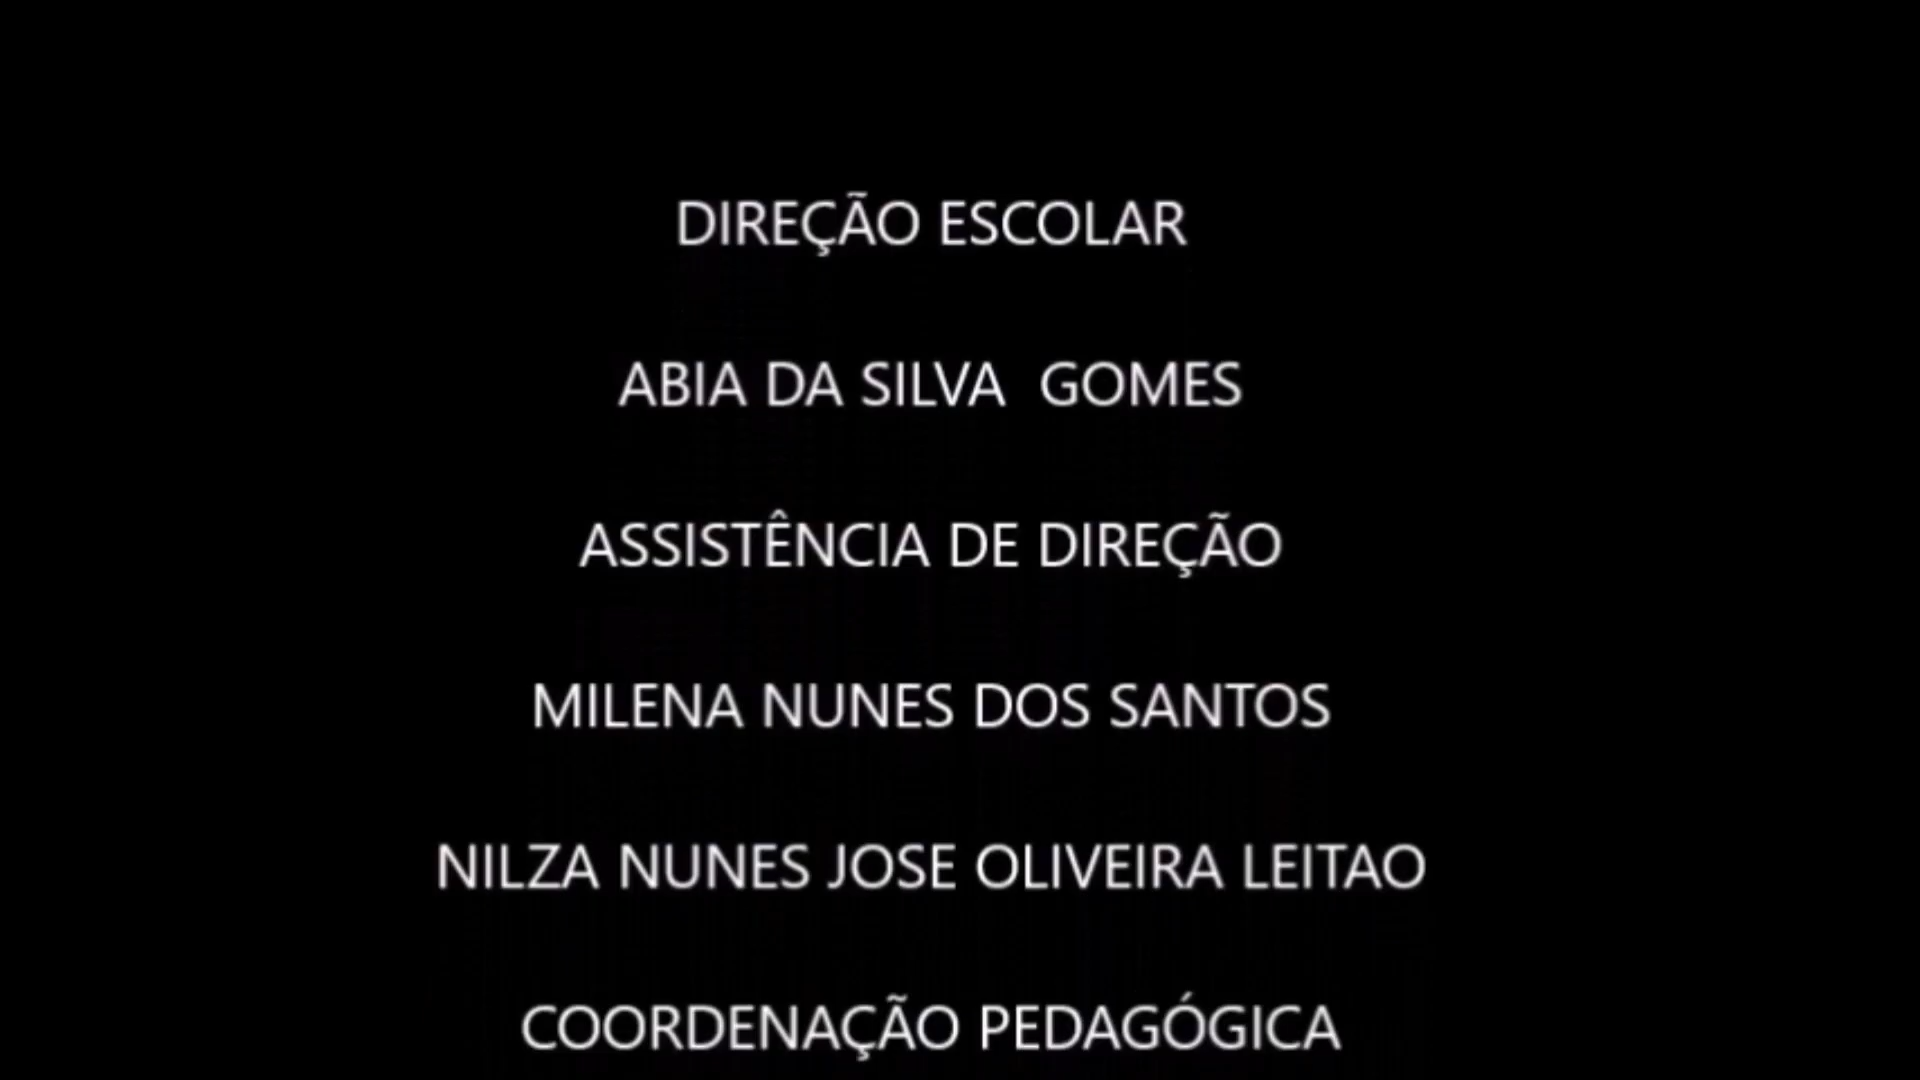 DIREÇÃO ESCOLAR
ABIA DA SILVA  GOMES
ASSISTÊNCIA DE DIREÇÃO
MILENA NUNES DOS SANTOS
NILZA NUNES JOSE OLIVEIRA LEITAO
COORDENAÇÃO PEDAGÓGICA